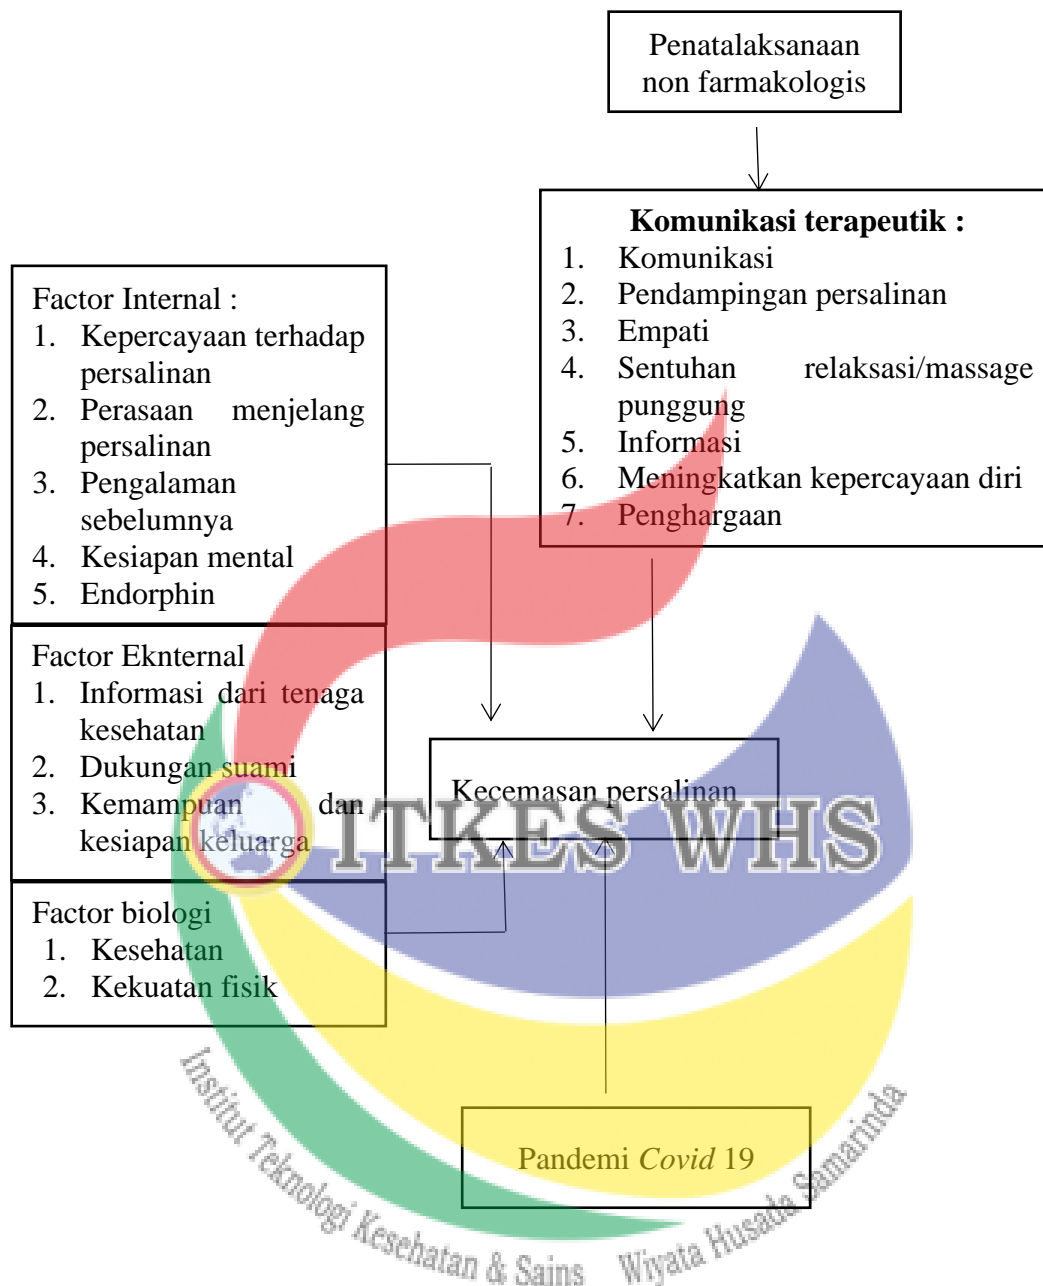 Penatalaksanaan
non farmakologis
Komunikasi terapeutik :
1. Komunikasi
2. Pendampingan persalinan
3. Empati
4. Sentuhan relaksasi/massage
punggung
5. Informasi
6. Meningkatkan kepercayaan diri
7. Penghargaan
Factor Internal :
1. Kepercayaan terhadap
persalinan
2. Perasaan menjelang
persalinan
3. Pengalaman
sebelumnya
4. Kesiapan mental
5. Endorphin
Factor Eknternal
1. Informasi dari tenaga
kesehatan
2. Dukungan suami
3. Kemampuan dan
kesiapan keluarga
Factor biologi
1. Kesehatan
2. Kekuatan fisik
Kecemasan persalinan
ITKES WHS
Pandemi Covid 19
Institut Teknologi Kesehatan & Sains Wiyata Husada Samarinda